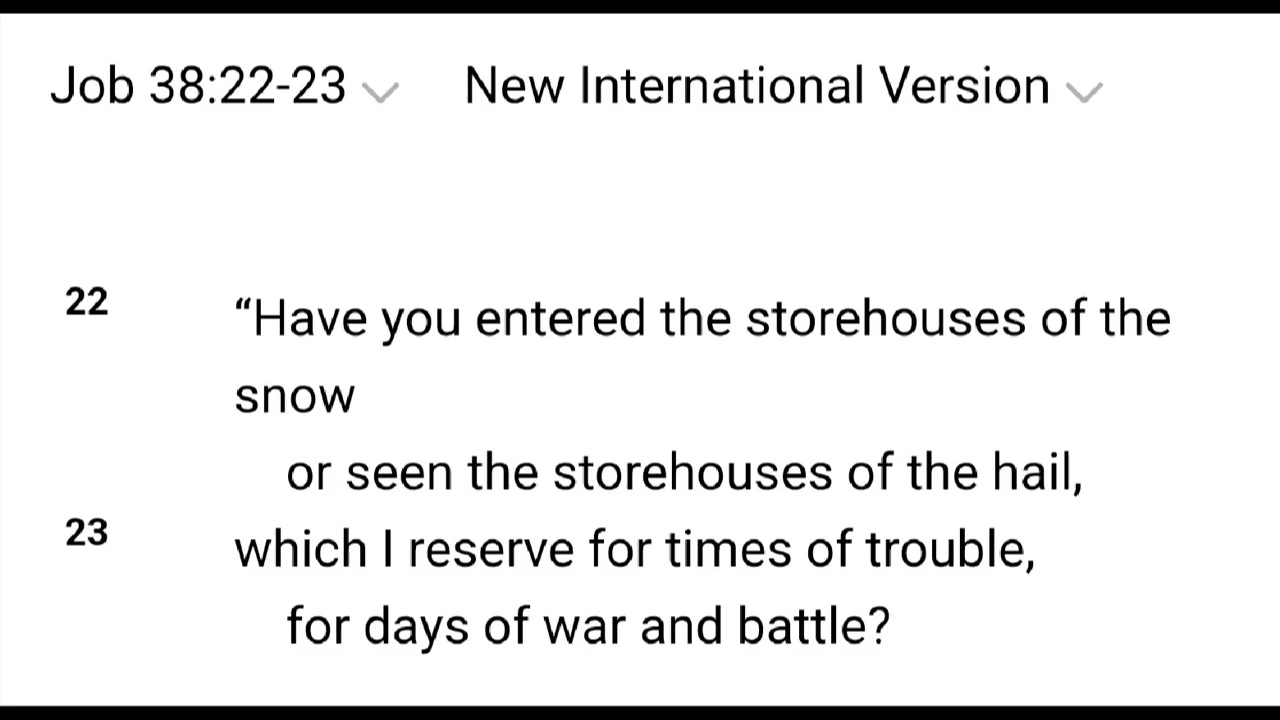 Job 38:22-23 New International Version
22 “Have you entered the storehouses of the
snow
or seen the storehouses of the hail,
23 which I reserve for times of trouble,
for days of war and battle?